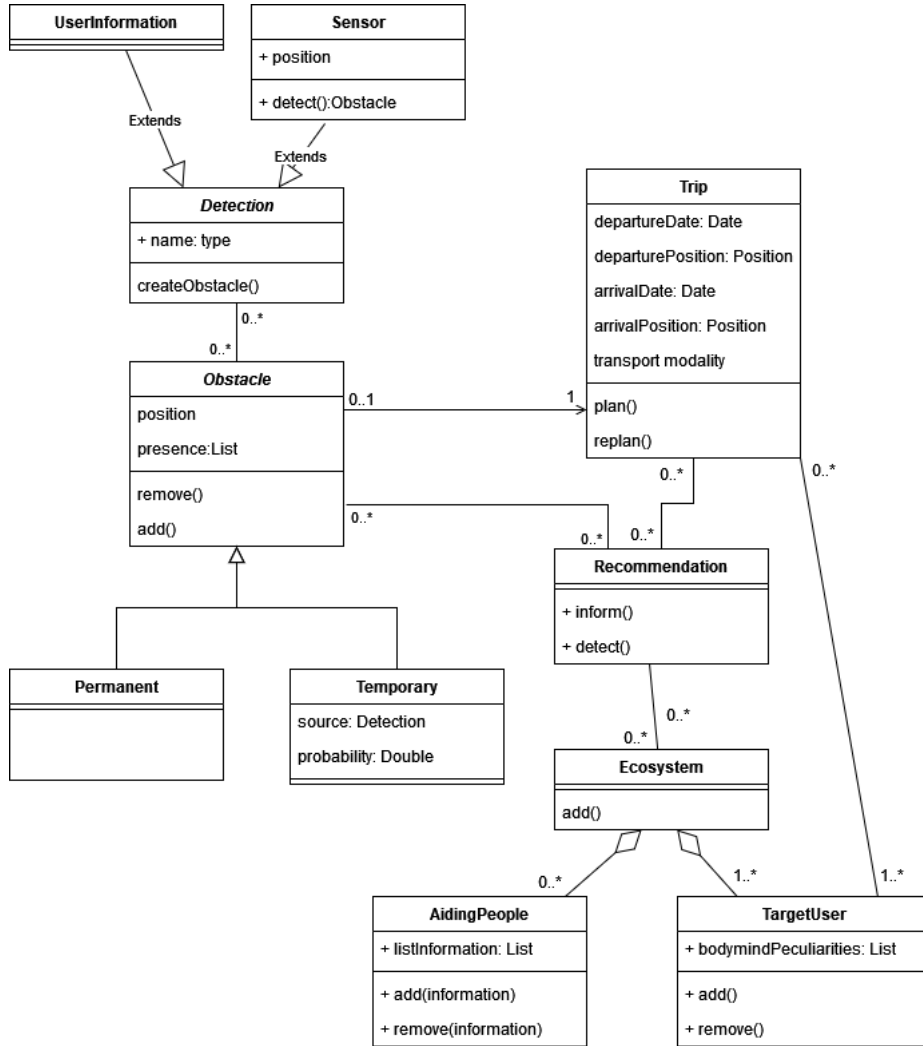 UserInformation
Sensor
+ position
+ detect():Obstacle
Extends
Extends
Detection
+ name: type
createObstacle()
0..*
0..*
Trip
departureDate: Date
departurePosition: Position
arrivalDate: Date
arrivalPosition: Position
transport modality
plan()
replan()
Obstacle
position
presence:List
remove()
add()
0..1
1
0..*
0..*
0..*
0..*
0..*
Recommendation
+ inform()
+ detect()
Permanent
Temporary
source: Detection
probability: Double
0..*
0..*
Ecosystem
add()
0..*
1..*
1..*
AidingPeople
+ listInformation: List
+ add(information)
+ remove(information)
TargetUser
+ bodymindPeculiarities: List
+ add()
+ remove()